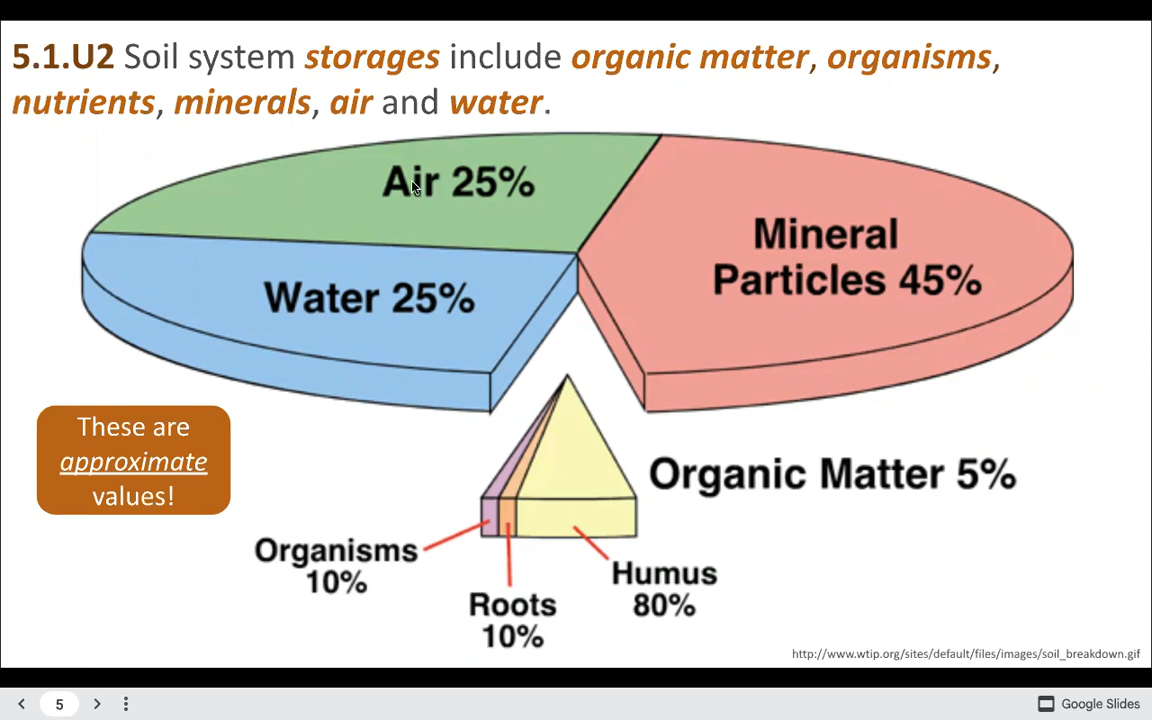 5.1.U2 Soil system storages include organic matter, organisms,
nutrients, minerals, air and water.
Air 25%
Mineral
Particles 45%
Water 25%
These are
approximate
values!
Organic Matter 5%
Organisms
10%
Roots
10%
Humus
80%
http://www.wtip.org/sites/default/files/images/soil_breakdown.gif
5
Google Slides